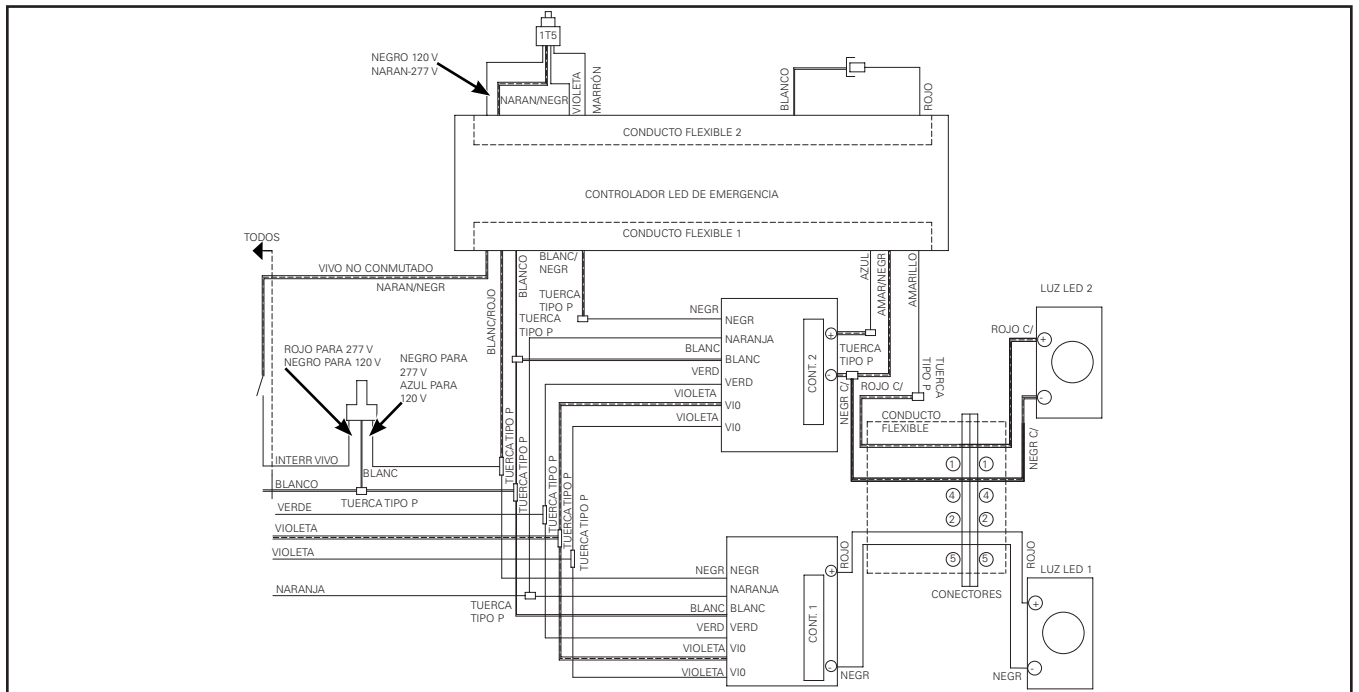 1T5
NEGRO 120 V
NARAN-277 V
NARAN/NEGR
VIOLETA
MARRÓN
BLANCO
ROJO
CONDUCTO FLEXIBLE 2
CONTROLADOR LED DE EMERGENCIA
CONDUCTO FLEXIBLE 1
TODOS
VIVO NO CONMUTADO
NARAN/NEGR
BLANC/ROJO
BLANCO
BLANC/
NEGR
TUERCA
TIPO P
TUERCA
TIPO P
AZUL
AMAR/NEGR
AMARILLO
LUZ LED 2
ROJO C/
+
-
NEGR C/
NEGR
NEGR
NARANJA
BLANC
BLANC
VERD
VERD
VIOLETA
VI0
VIOLETA
VI0
CONT. 2
+
-
TUERCA
TIPO P
NEGR C/
ROJO C/
TUERCA
TIPO P
ROJO PARA 277 V
NEGRO PARA 120 V
NEGRO PARA
277 V
AZUL PARA
120 V
INTERR VIVO
BLANC
BLANCO
TUERCA TIPO P
VERDE
VIOLETA
VIOLETA
NARANJA
TUERCA TIPO P
TUERCA TIPO P
TUERCA TIPO P
TUERCA TIPO P
TUERCA TIPO P
TUERCA
TIPO P
CONDUCTO
FLEXIBLE
1 1
4 4
2 2
5 5
CONECTORES
NEGR NEGR
NARANJA
BLANC BLANC
VERD VERD
VIOLETA VI0
VIOLETA VI0
CONT. 1
+
-
ROJO
NEGR
ROJO
LUZ LED 1
+
-
NEGR